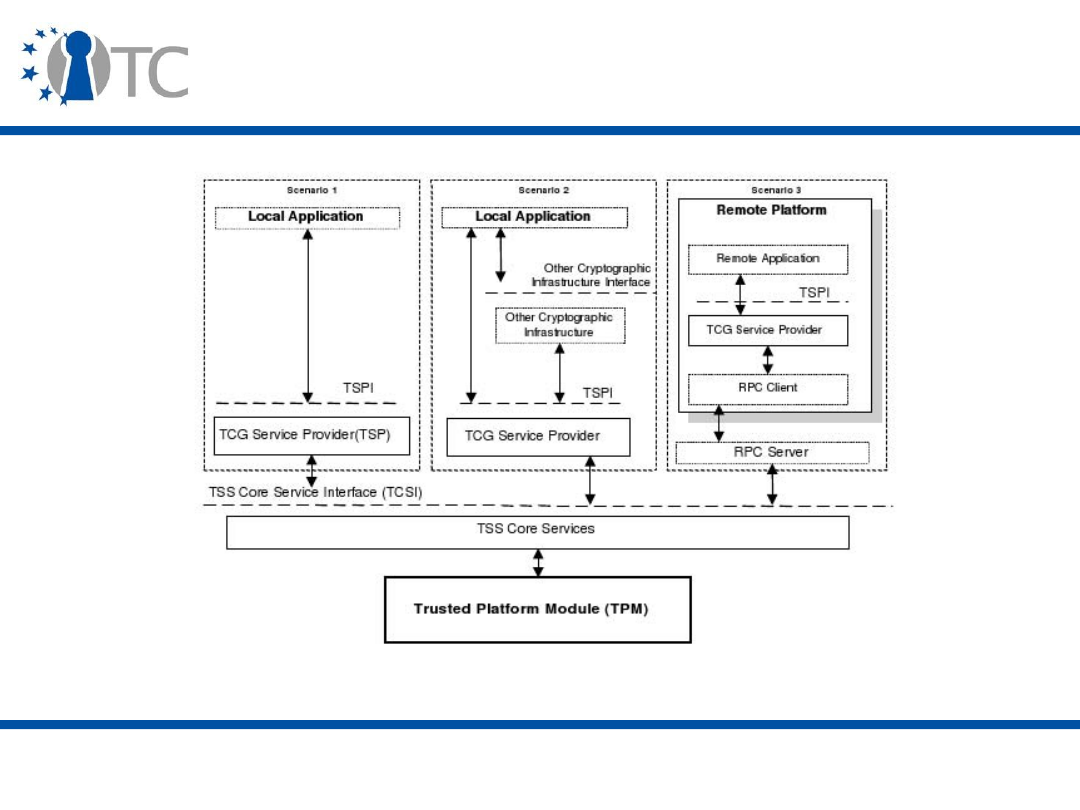 TC
Scenario 1
Local Application
TSPI
TCG Service Provider(TSP)
Scenario 2
Local Application
Other Cryptographic
Infrastructure Interface
Other Cryptographic
Infrastructure
TSPI
TCG Service Provider
Scenario 3
Remote Platform
Remote Application
TSPI
TCG Service Provider
RPC Client
RPC Server
TSS Core Service Interface (TCSI)
TSS Core Services
Trusted Platform Module (TPM)